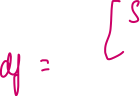 df = [ S